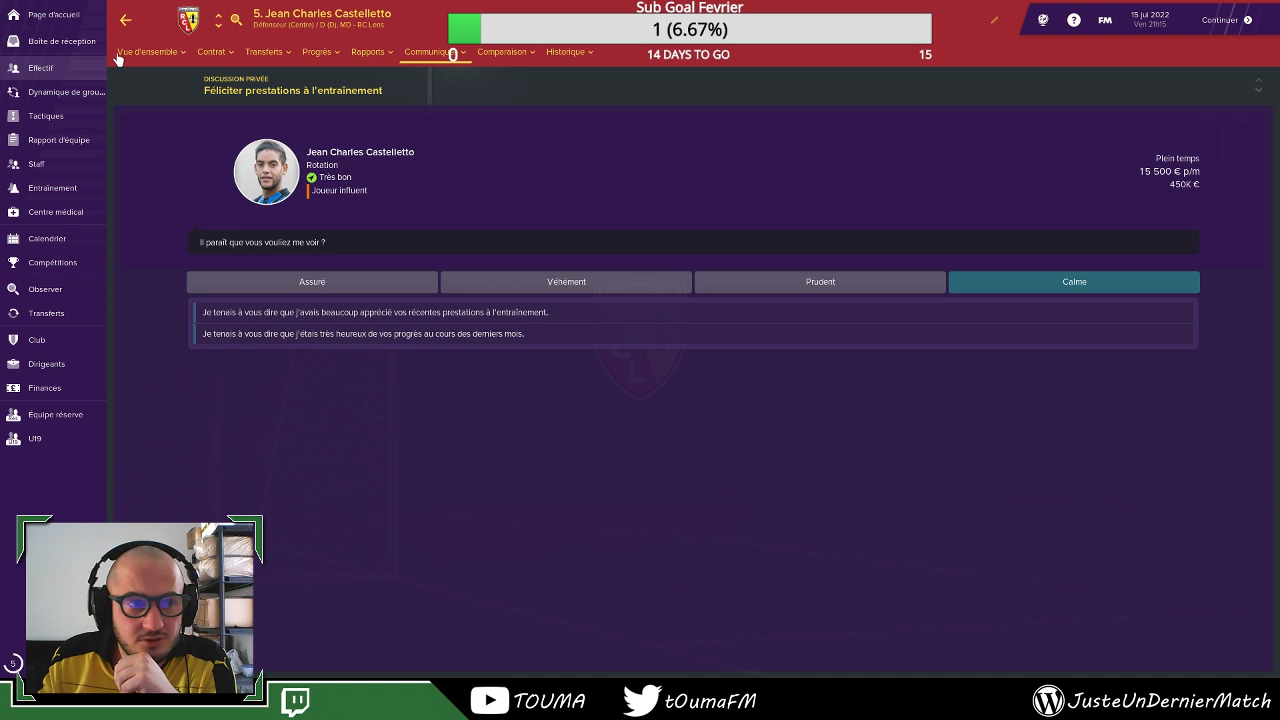 Sub Goal Fevrier
1 (6.67%)
0
14 DAYS TO GO
15
5. Jean Charles Castelletto
Défenseur (Centre) / D (D), MD - RC Lens
FM
15 jul 2022
Ven 21h15
Continuer
Vue d'ensemble
Contrat
Transferts
Progrès
Rapports
Communiqu
Comparaison
Historique
Page d'accueil
Boîte de réception
Effectif
Dynamique de grou...
Tactiques
Rapport d'équipe
Staff
Entraînement
Centre médical
Calendrier
Compétitions
Observer
Transferts
Club
Dirigeants
Finances
Équipe réserve
U19
DISCUSSION PRIVÉE
Féliciter prestations à l'entraînement
Jean Charles Castelletto
Rotation
Très bon
Joueur influent
Plein temps
15 500 € p/m
450K €
Il paraît que vous vouliez me voir ?
Assuré
Véhément
Prudent
Calme
Je tenais à vous dire que j'avais beaucoup apprécié vos récentes prestations à l'entraînement.
Je tenais à vous dire que j'étais très heureux de vos progrès au cours des derniers mois.
5
TOUMA
tOumaFM
JusteUnDernierMatch